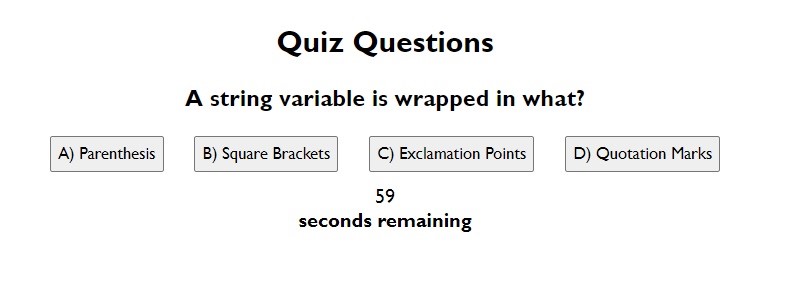 Quiz Questions
A string variable is wrapped in what?
A) Parenthesis B) Square Brackets C) Exclamation Points D) Quotation Marks
59
seconds remaining